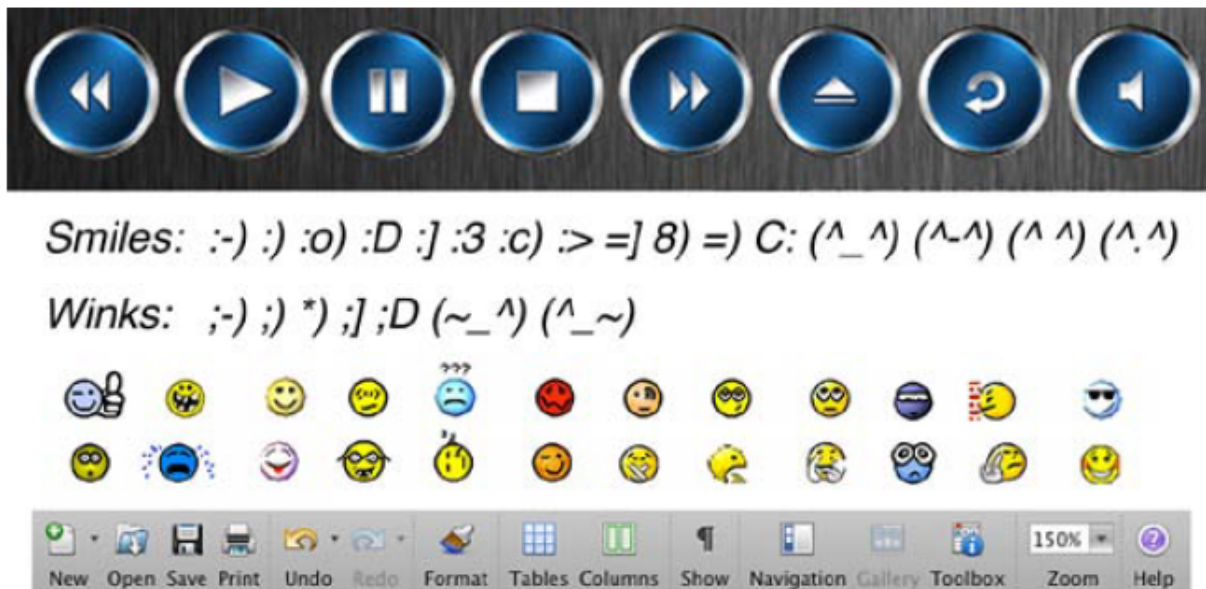 Smiles: :-) :) :o) :D :] :3 :c) :> =] 8) =) C: (^_^) (^-^) (^ ^) (^.^)
Winks: ;-) ;) *) ;] ;D (~_^) (^_~)
???
150%
New Open Save Print Undo Redo Format Tables Columns Show Navigation Gallery Toolbox Zoom Help